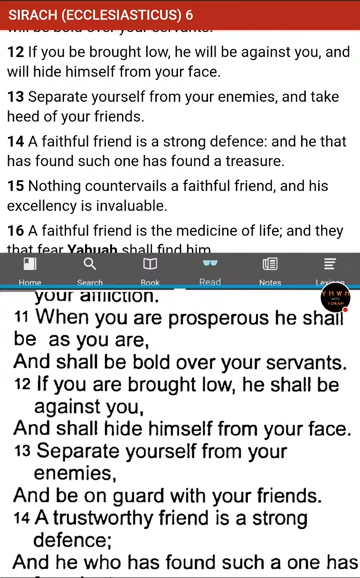 SIRACH (ECCLESIASTICUS) 6
will be bold over your servants.
12 If you be brought low, he will be against you, and
will hide himself from your face.
13 Separate yourself from your enemies, and take
heed of your friends.
14 A faithful friend is a strong defence: and he that
has found such one has found a treasure.
15 Nothing countervails a faithful friend, and his
excellency is invaluable.
16 A faithful friend is the medicine of life; and they
that fear Yahuah shall find him
Home Search Book Read Notes Lexicon
your affliction.
11 When you are prosperous he shall
be as you are,
And shall be bold over your servants.
12 If you are brought low, he shall be
against you,
And shall hide himself from your face.
13 Separate yourself from your
enemies,
And be on guard with your friends.
14 A trustworthy friend is a strong
defence;
And he who has found such a one has